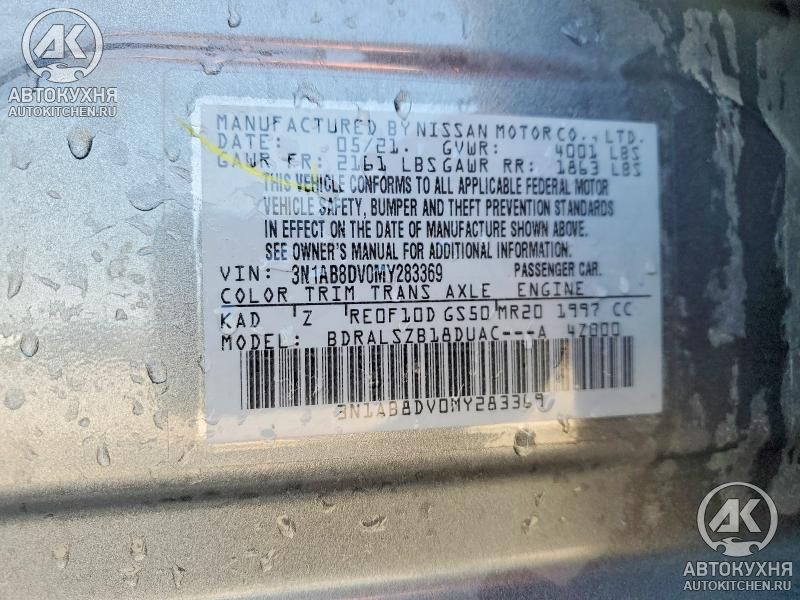 АК
АВТОКУХНЯ
AUTOKITCHEN.RU
MANUFACTURED BY NISSAN MOTOR CO., LTD.
DATE: 05/21 GVWR: 4001 LBS
GAWR FR: 2161 LBS GAWR RR: 1863 LBS
THIS VEHICLE CONFORMS TO ALL APPLICABLE FEDERAL MOTOR
VEHICLE SAFETY, BUMPER AND THEFT PREVENTION STANDARDS
IN EFFECT ON THE DATE OF MANUFACTURE SHOWN ABOVE.
SEE OWNER'S MANUAL FOR ADDITIONAL INFORMATION.
VIN: 3N1AB8DV0MY283369 PASSENGER CAR.
COLOR TRIM TRANS AXLE ENGINE
KAD Z RE0F10D GS50 MR20 1997 CC
MODEL: BDRALSZB18DUAC---A 4Z800
3N1AB8DV0MY283369
АК
АВТОКУХНЯ
AUTOKITCHEN.RU